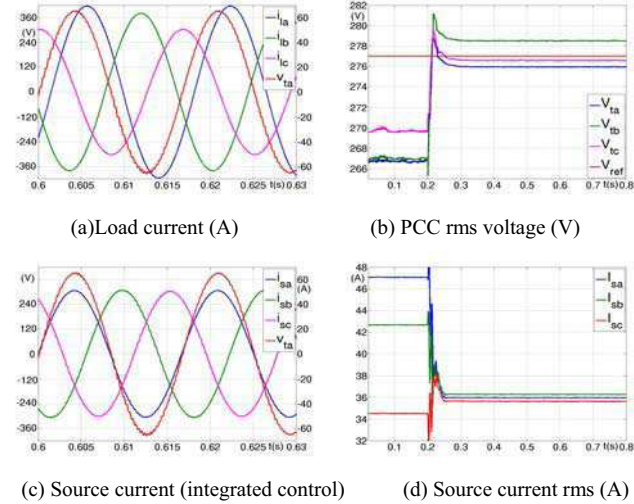 (V)
360
240
120
0
-120
-240
-360
i_la
i_lb
i_lc
v_ta
60
40
20
0
-20
-40
-60
0.6 0.605 0.61 0.615 0.62 0.625 0.63
t(s)
(a)Load current (A)
282
(V)
278
276
274
270
268
266
V_ta
V_tb
V_tc
V_ref
0.1 0.2 0.3 0.4 0.5 0.6 0.7 t(s) 0.8
(b) PCC rms voltage (V)
(V)
240
120
0
-120
-240
-360
i_sa
i_sb
i_sc
v_ta
60
(A)
40
20
0
-20
-40
-60
0.6 0.605 0.61 0.615 0.62 0.625 0.63
t(s)
(c) Source current (integrated control)
48
(A)
44
42
40
38
36
34
32
I_sa
I_sb
I_sc
0.1 0.2 0.3 0.4 0.5 0.6 0.7 t(s) 0.8
(d) Source current rms (A)